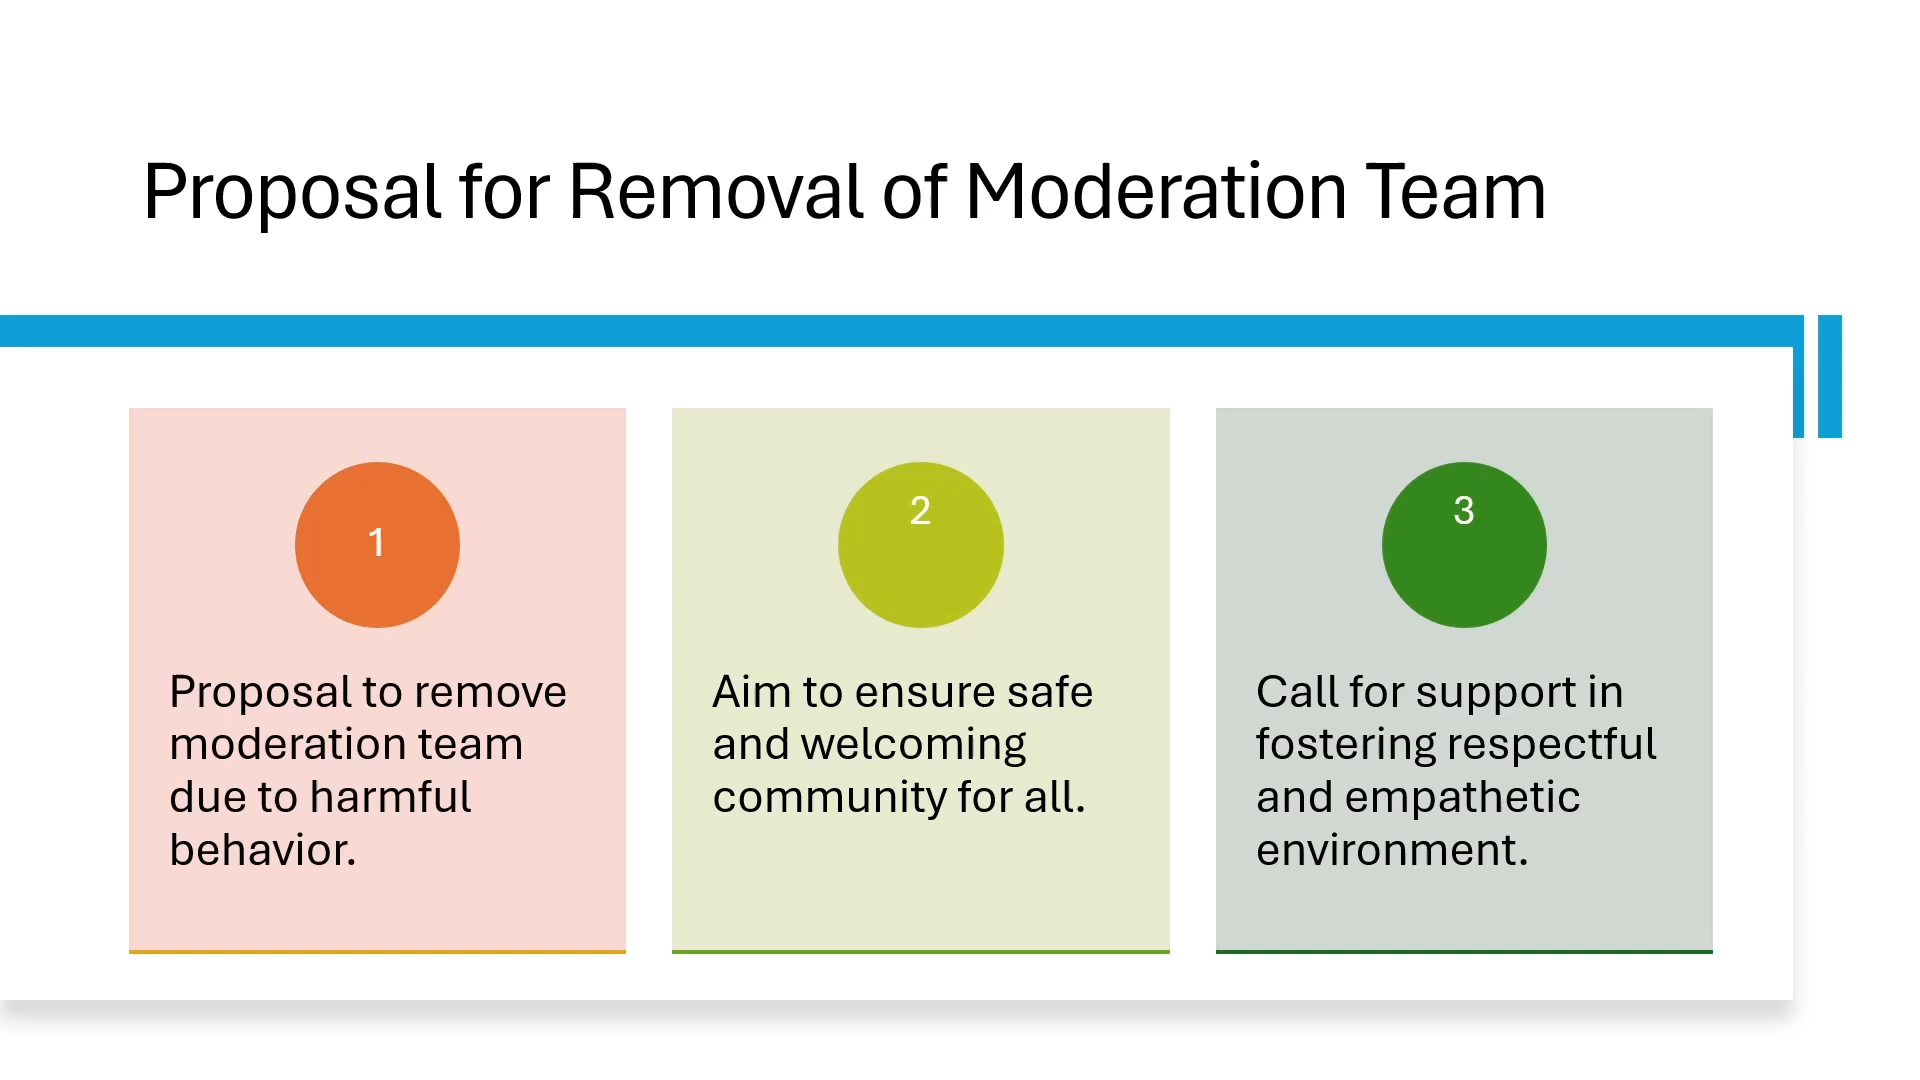 Proposal for Removal of Moderation Team
1
Proposal to remove
moderation team
due to harmful
behavior.
2
Aim to ensure safe
and welcoming
community for all.
3
Call for support in
fostering respectful
and empathetic
environment.